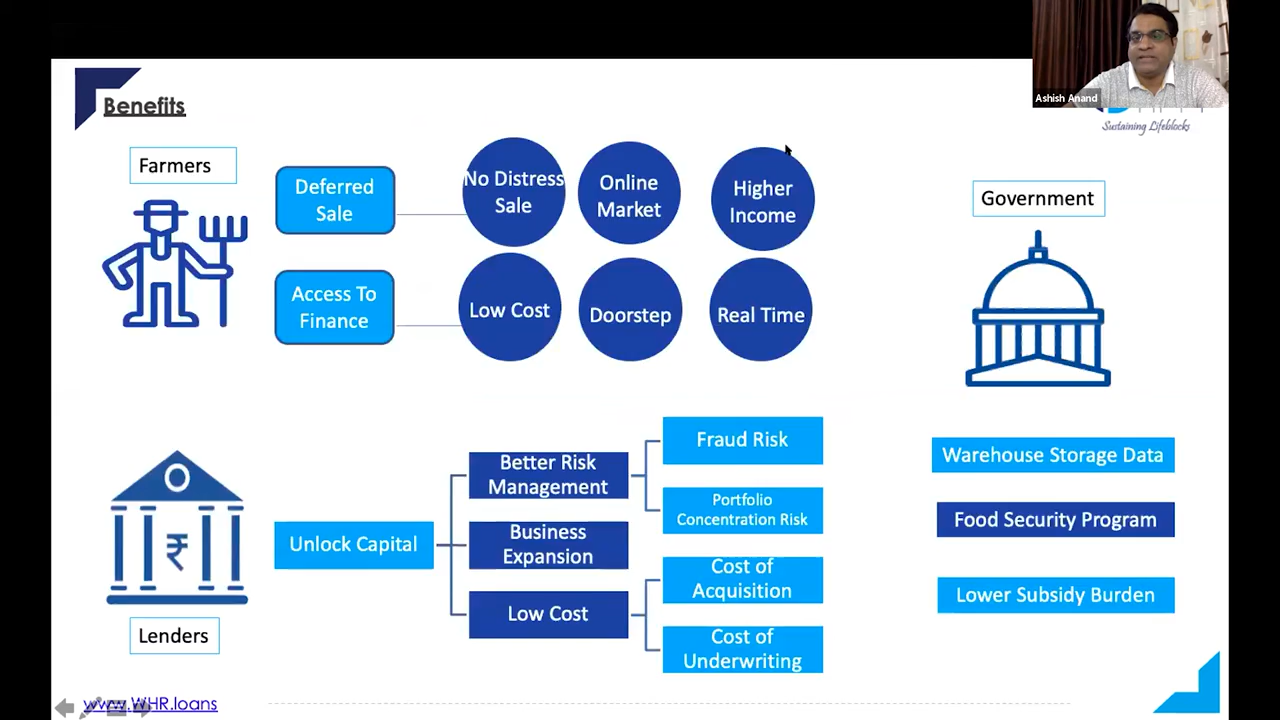 Ashish Anand
Benefits
Sustaining Lifeblocks
Farmers
Deferred
Sale
No Distress
Sale
Online
Market
Higher
Income
Access To
Finance
Low Cost
Doorstep
Real Time
Government
Warehouse Storage Data
Food Security Program
Lower Subsidy Burden
₹
Lenders
Unlock Capital
Better Risk
Management
Business
Expansion
Low Cost
Fraud Risk
Portfolio
Concentration Risk
Cost of
Acquisition
Cost of
Underwriting
www.WHR.loans